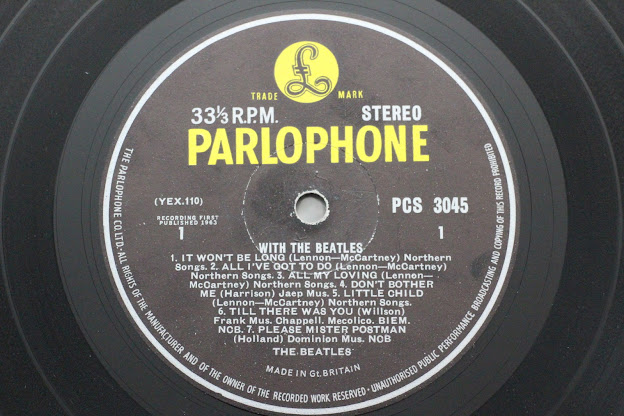 £
TRADE MARK
33⅓ R.P.M. STEREO
PARLOPHONE
(YEX.110) PCS 3045
RECORDING FIRST
PUBLISHED 1963
1 1
WITH THE BEATLES
1. IT WON'T BE LONG (Lennon—McCartney) Northern
Songs. 2. ALL I'VE GOT TO DO (Lennon—McCartney)
Northern Songs. 3. ALL MY LOVING (Lennon—
McCartney) Northern Songs. 4. DON'T BOTHER
ME (Harrison) Jaep Mus. 5. LITTLE CHILD
(Lennon—McCartney) Northern Songs.
6. TILL THERE WAS YOU (Willson)
Frank Mus. Chappell. Mecolico. BIEM.
NCB. 7. PLEASE MISTER POSTMAN
(Holland) Dominion Mus. NCB
THE BEATLES
MADE IN Gt. BRITAIN
THE PARLOPHONE CO.LTD.-ALL RIGHTS OF THE MANUFACTURER AND OF THE OWNER OF THE RECORDED WORK RESERVED · UNAUTHORISED PUBLIC PERFORMANCE BROADCASTING AND COPYING OF THIS RECORD PROHIBITED